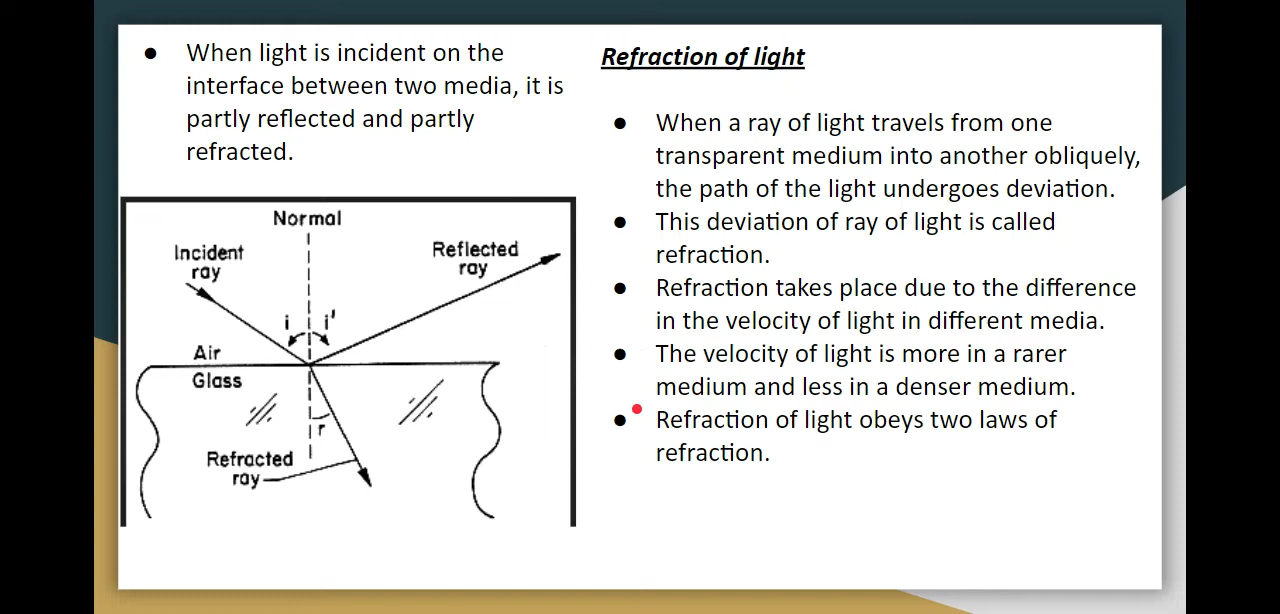 ● When light is incident on the
interface between two media, it is
partly reflected and partly
refracted.
Normal
Incident
ray
Reflected
ray
i i'
Air
Glass
r
Refracted
ray
Refraction of light
● When a ray of light travels from one
transparent medium into another obliquely,
the path of the light undergoes deviation.
● This deviation of ray of light is called
refraction.
● Refraction takes place due to the difference
in the velocity of light in different media.
● The velocity of light is more in a rarer
medium and less in a denser medium.
● Refraction of light obeys two laws of
refraction.